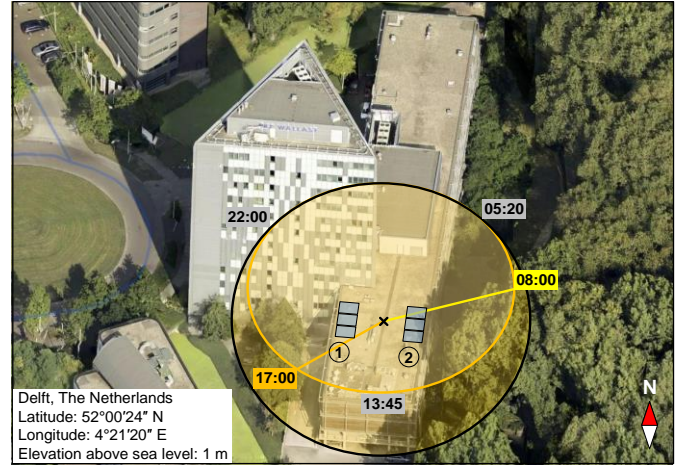 22:00
05:20
08:00
1
2
17:00
13:45
N
Delft, The Netherlands
Latitude: 52°00′24″ N
Longitude: 4°21′20″ E
Elevation above sea level: 1 m